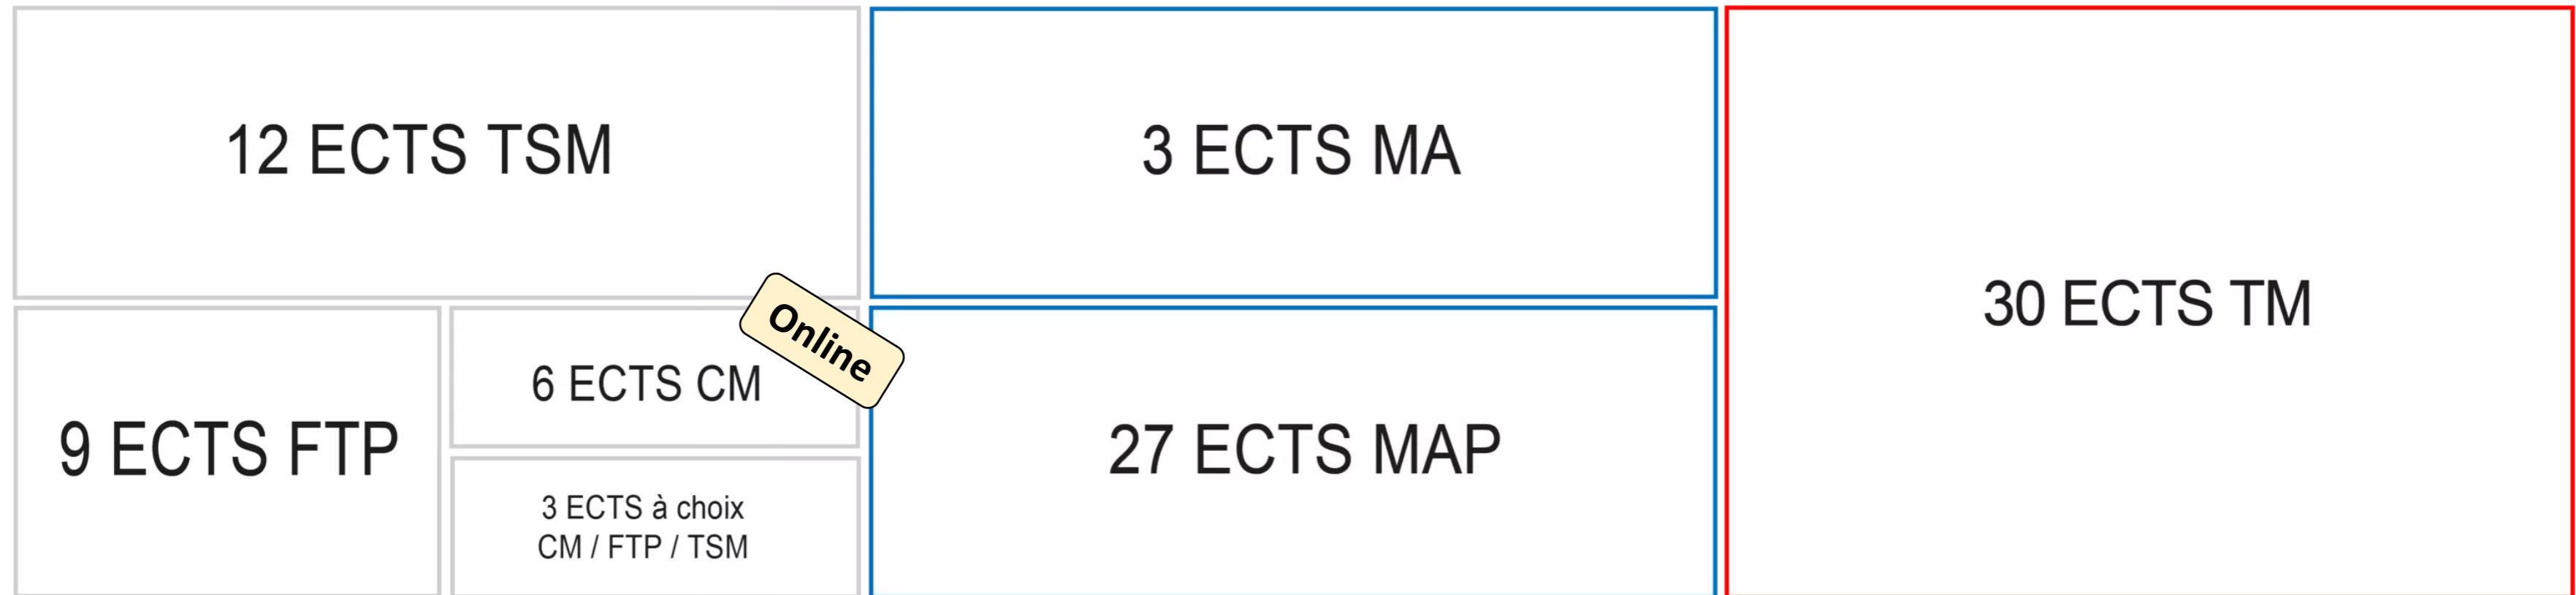 12 ECTS TSM
3 ECTS MA
30 ECTS TM
Online
9 ECTS FTP
6 ECTS CM
3 ECTS à choix
CM / FTP / TSM
27 ECTS MAP